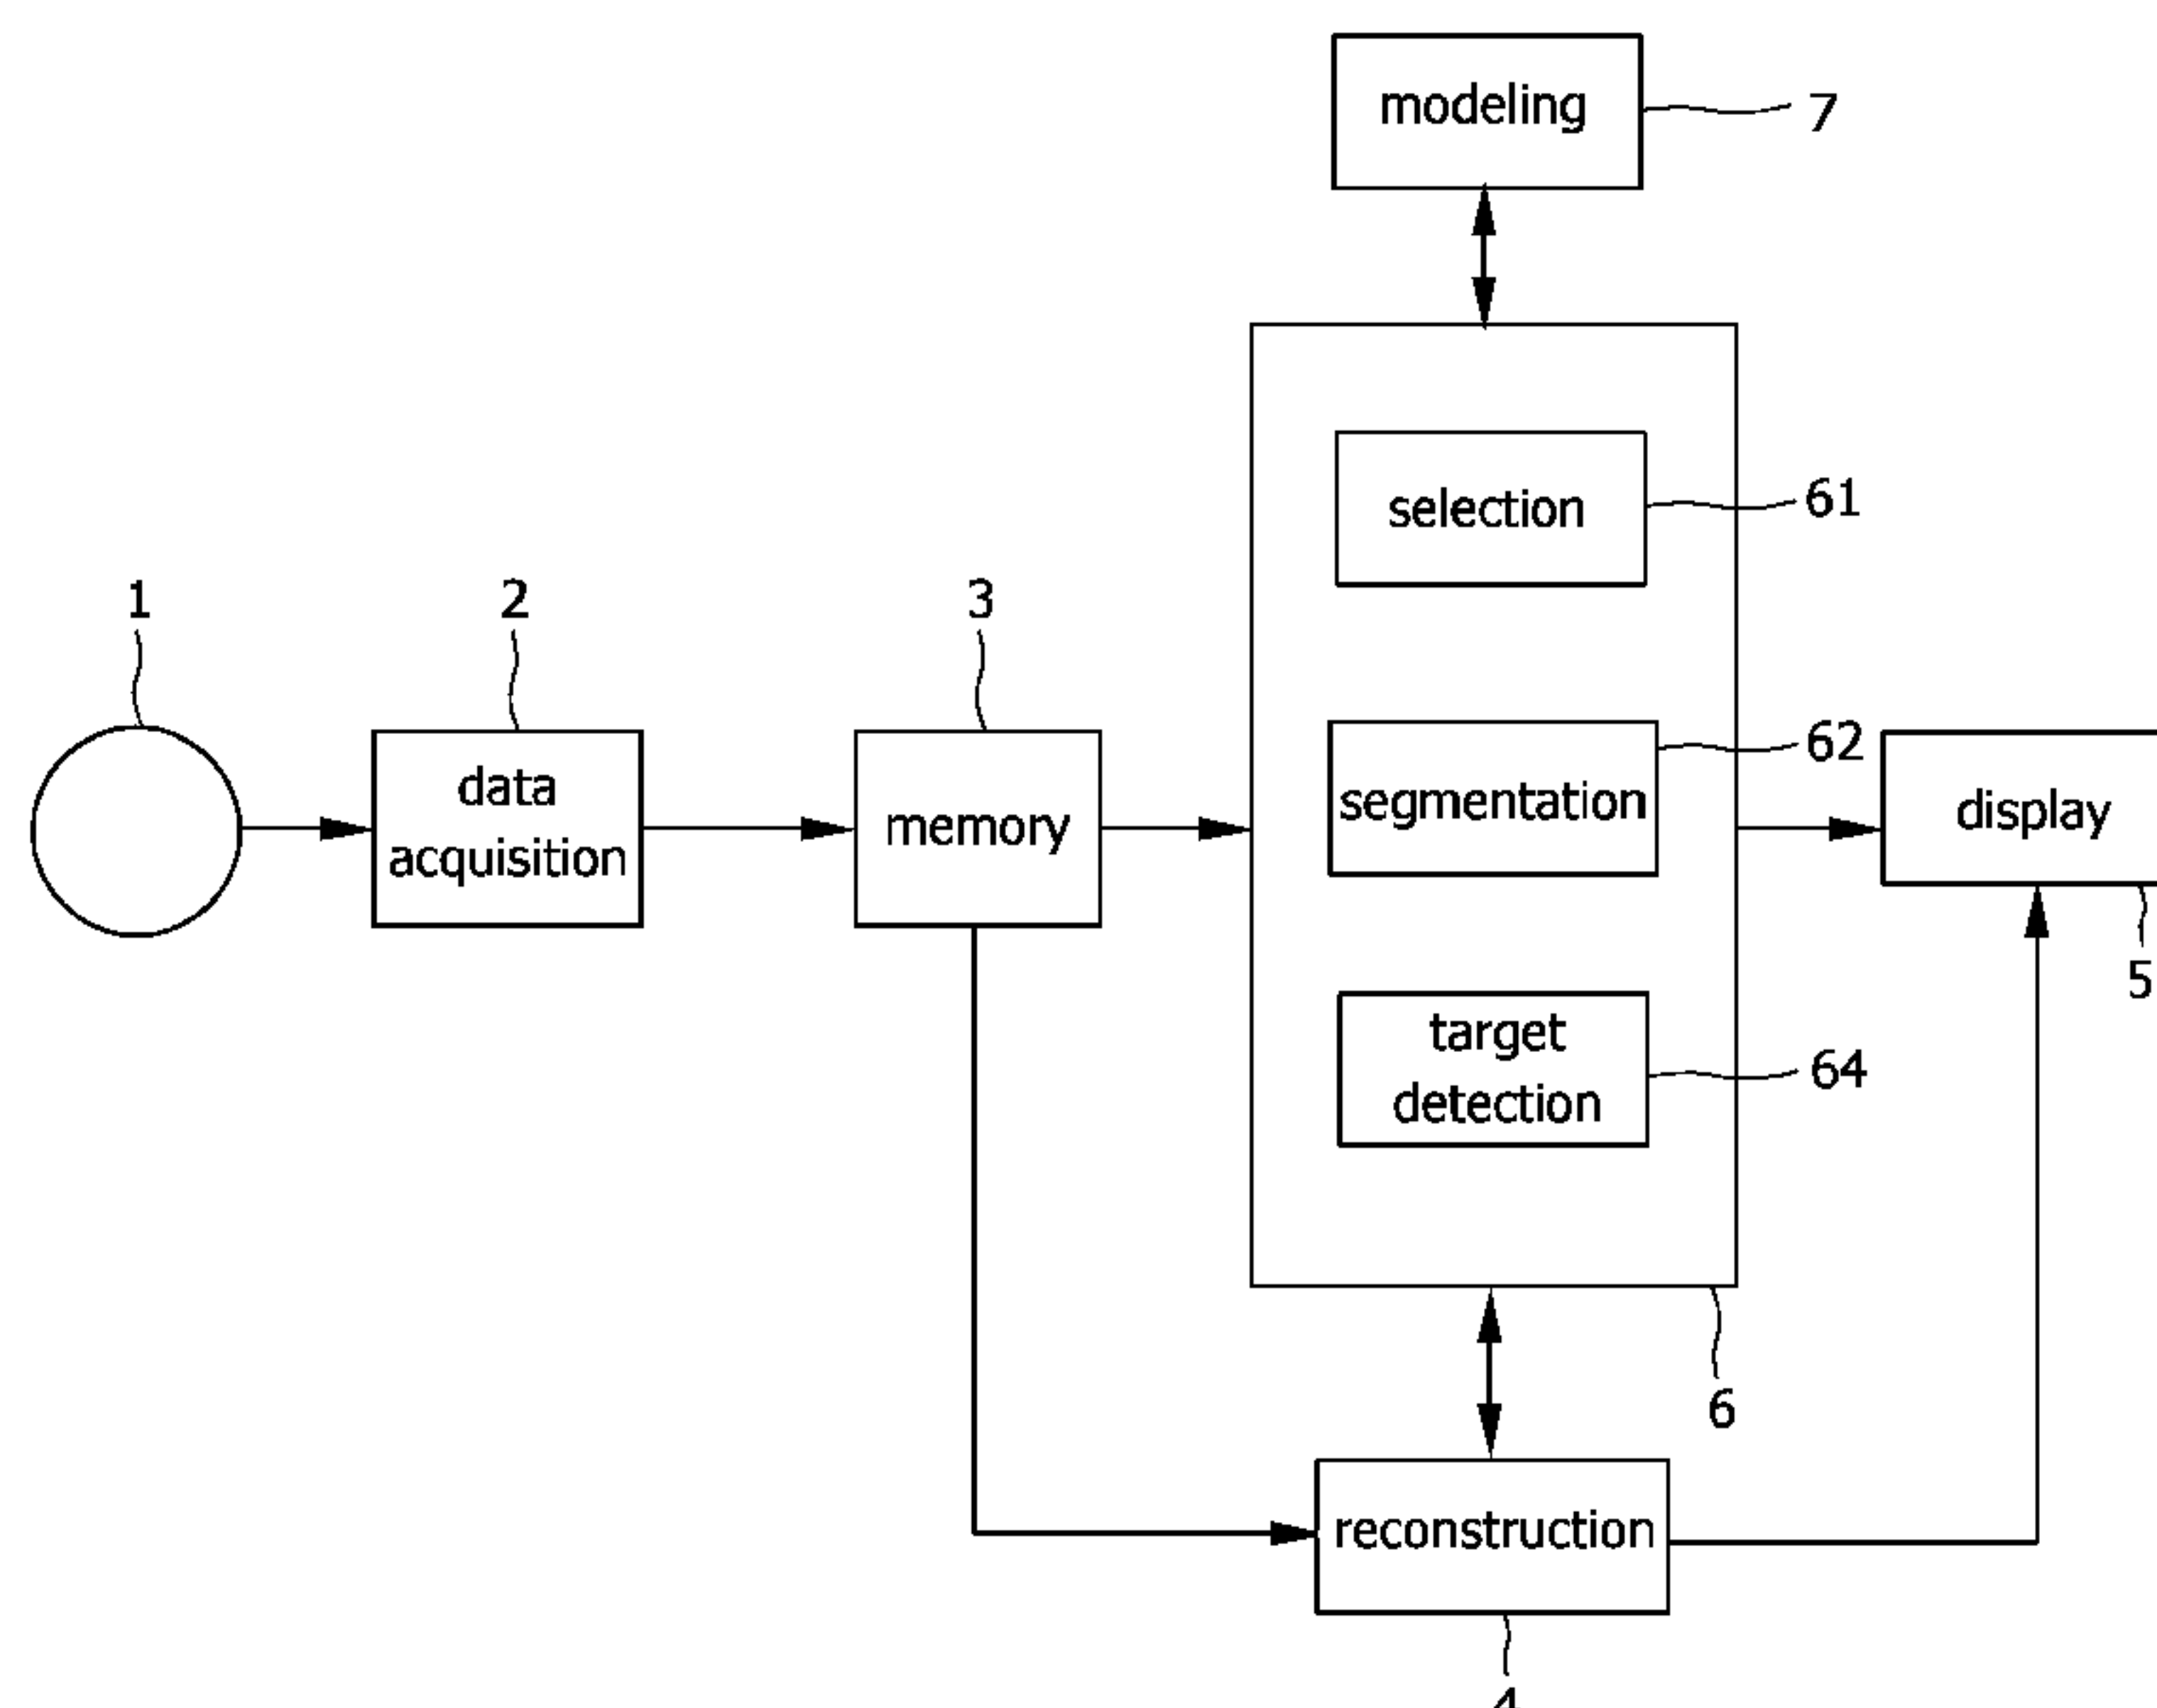 modeling
7
selection
61
1
2
3
62
data
acquisition
memory
segmentation
display
5
target
detection
64
6
reconstruction
4